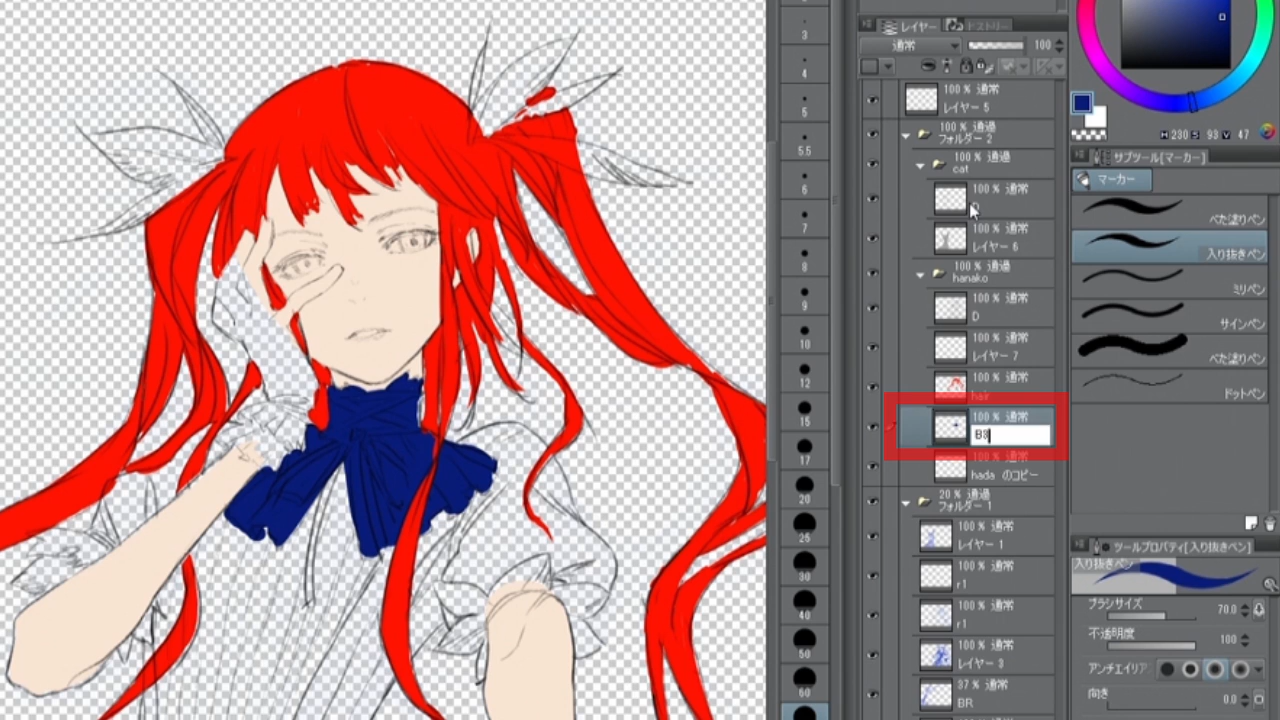 レイヤー
ヒストリー
通常
100
100 % 通常
レイヤー 5
100 % 通過
フォルダー 2
100 % 通過
cat
100 % 通常
100 % 通常
レイヤー 6
100 % 通過
hanako
100 % 通常
D
100 % 通常
レイヤー 7
100 % 通常
hair
100 % 通常
100 % 通常
hada のコピー
20 % 通過
フォルダー 1
100 % 通常
レイヤー 1
100 % 通常
r1
100 % 通常
r1
100 % 通常
レイヤー 3
37 % 通常
BR
3
4
5
5.5
6
7
8
9
10
12
15
17
20
25
30
40
50
60
H 230 S 93 V 47
サブツール[マーカー]
マーカー
べた塗りペン
入り抜きペン
ミリペン
サインペン
べた塗りペン
ドットペン
ツールプロパティ[入り抜きペン]
入り抜きペン
ブラシサイズ 70.0
不透明度 100
アンチエイリア
向き 0.0